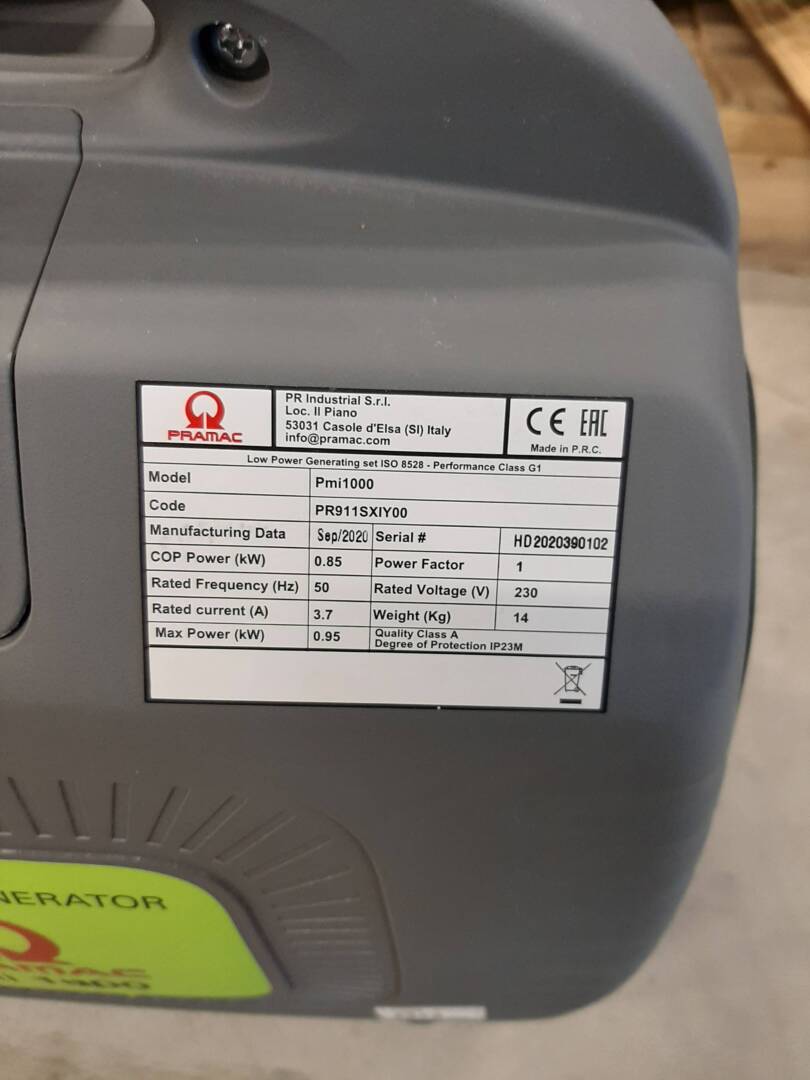 PRAMAC
PR Industrial S.r.l.
Loc. Il Piano
53031 Casole d'Elsa (SI) Italy
info@pramac.com
CE EAC
Made in P.R.C.
Low Power Generating set ISO 8528 - Performance Class G1
Model Pmi1000
Code PR911SXIY00
Manufacturing Data Sep/2020 Serial # HD2020390102
COP Power (kW) 0.85 Power Factor 1
Rated Frequency (Hz) 50 Rated Voltage (V) 230
Rated current (A) 3.7 Weight (Kg) 14
Max Power (kW) 0.95 Quality Class A
Degree of Protection IP23M
NERATOR
RAMAC